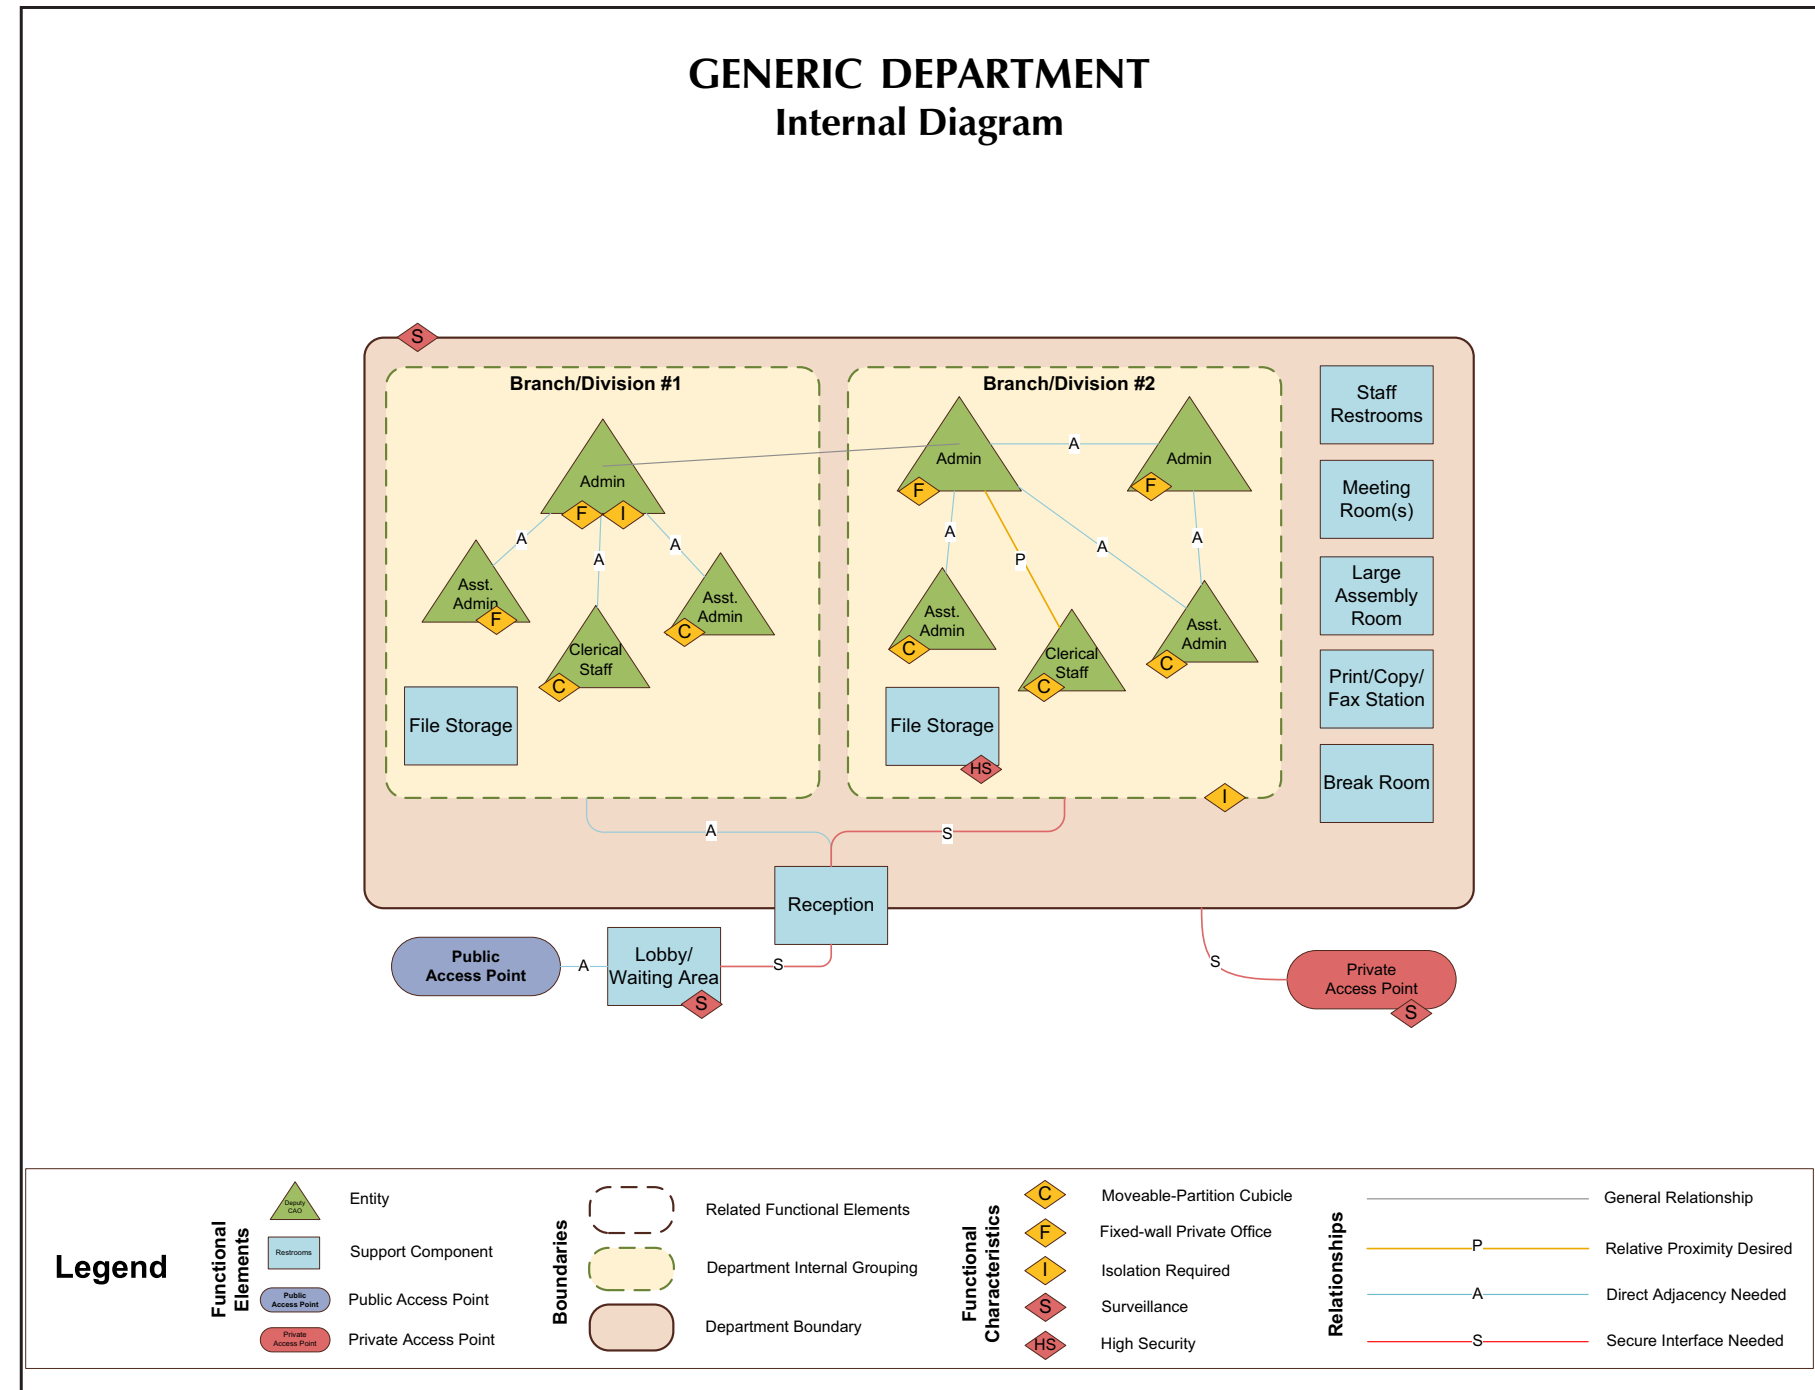 GENERIC DEPARTMENT
Internal Diagram
S
Branch/Division #1
Branch/Division #2
Admin
F
I
A
A
A
Asst.
Admin
F
Clerical
Staff
C
Asst.
Admin
C
File Storage
Admin
F
A
Admin
F
A
P
A
A
Asst.
Admin
C
Clerical
Staff
C
Asst.
Admin
C
File Storage
HS
I
Staff
Restrooms
Meeting
Room(s)
Large
Assembly
Room
Print/Copy/
Fax Station
Break Room
A
S
Reception
Public
Access Point
A
Lobby/
Waiting Area
S
S
S
Private
Access Point
S
Legend
Functional
Elements
Deputy
CAO
Entity
Restrooms
Support Component
Public
Access Point
Public Access Point
Private
Access Point
Private Access Point
Boundaries
Related Functional Elements
Department Internal Grouping
Department Boundary
Functional
Characteristics
C
Moveable-Partition Cubicle
F
Fixed-wall Private Office
I
Isolation Required
S
Surveillance
HS
High Security
Relationships
General Relationship
P
Relative Proximity Desired
A
Direct Adjacency Needed
S
Secure Interface Needed